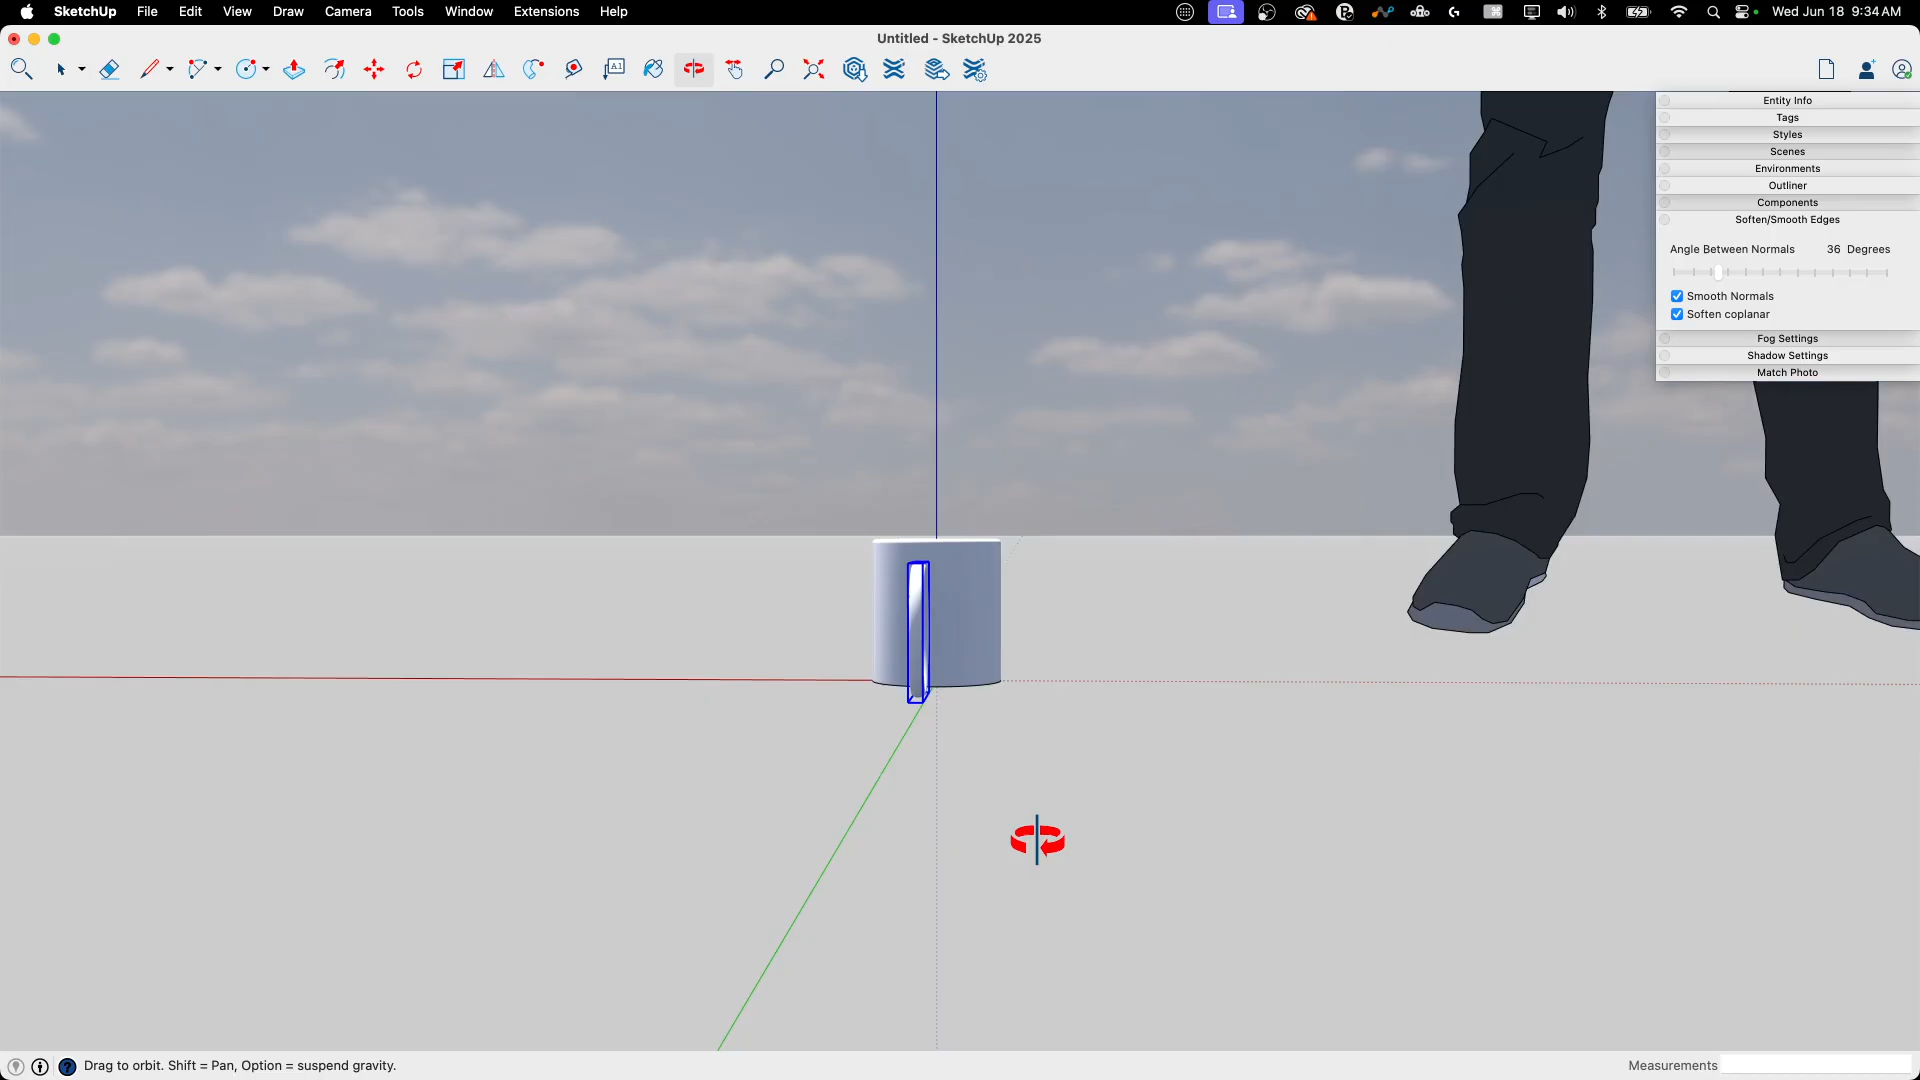 SketchUp File Edit View Draw Camera Tools Window Extensions Help Wed Jun 18 9:34 AM
Untitled - SketchUp 2025
A1
Entity Info
Tags
Styles
Scenes
Environments
Outliner
Components
Soften/Smooth Edges
Angle Between Normals 36 Degrees
Smooth Normals
Soften coplanar
Fog Settings
Shadow Settings
Match Photo
Drag to orbit. Shift = Pan, Option = suspend gravity. Measurements